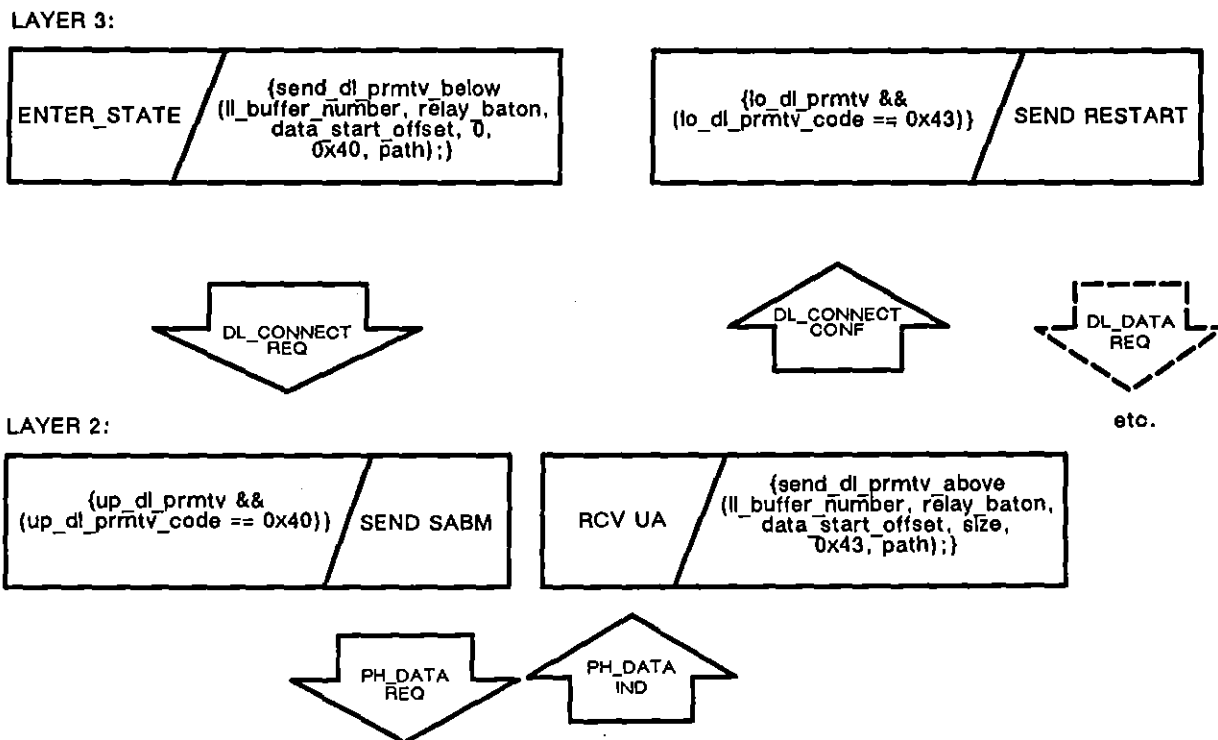 LAYER 3:
ENTER_STATE
{send_dl_prmtv_below
(ll_buffer_number, relay_baton,
data_start_offset, 0,
0x40, path);}
{lo_dl_prmtv &&
(lo_dl_prmtv_code == 0x43)}
SEND RESTART
DL_CONNECT
REQ
DL_CONNECT
CONF
DL_DATA
REQ
etc.
LAYER 2:
{up_dl_prmtv &&
(up_dl_prmtv_code == 0x40)}
SEND SABM
RCV UA
{send_dl_prmtv_above
(ll_buffer_number, relay_baton,
data_start_offset, size,
0x43, path);}
PH_DATA
REQ
PH_DATA
IND